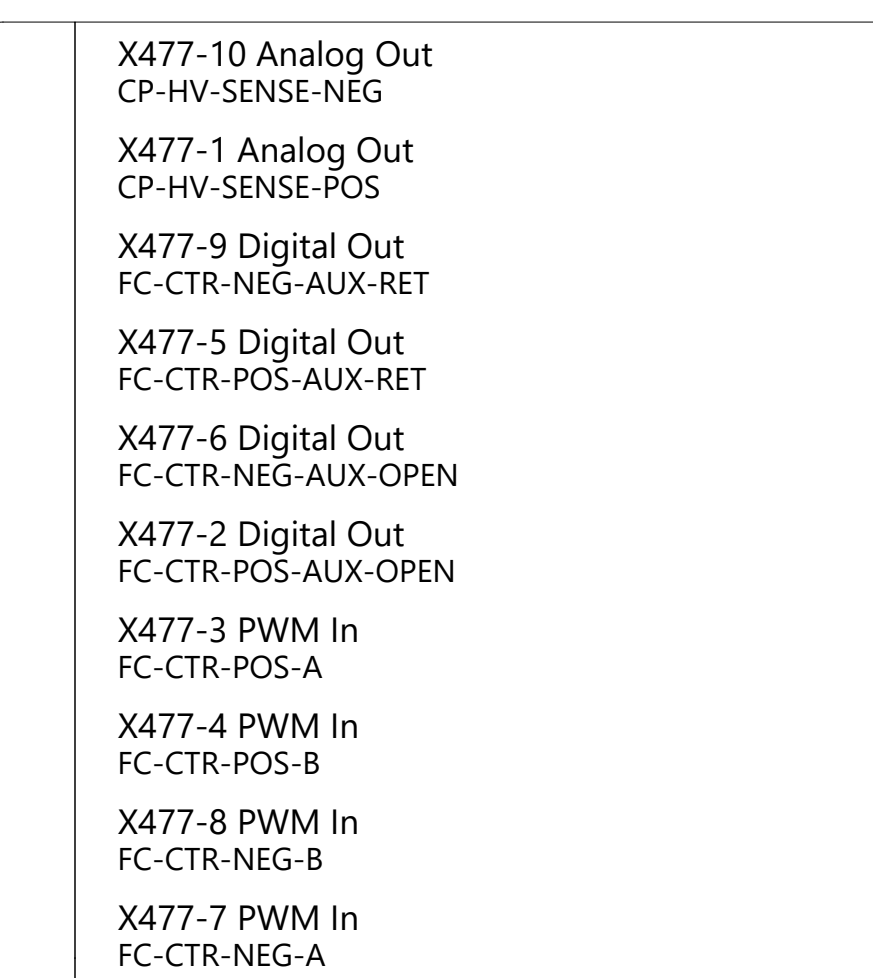 X477-10 Analog Out
CP-HV-SENSE-NEG
X477-1 Analog Out
CP-HV-SENSE-POS
X477-9 Digital Out
FC-CTR-NEG-AUX-RET
X477-5 Digital Out
FC-CTR-POS-AUX-RET
X477-6 Digital Out
FC-CTR-NEG-AUX-OPEN
X477-2 Digital Out
FC-CTR-POS-AUX-OPEN
X477-3 PWM In
FC-CTR-POS-A
X477-4 PWM In
FC-CTR-POS-B
X477-8 PWM In
FC-CTR-NEG-B
X477-7 PWM In
FC-CTR-NEG-A